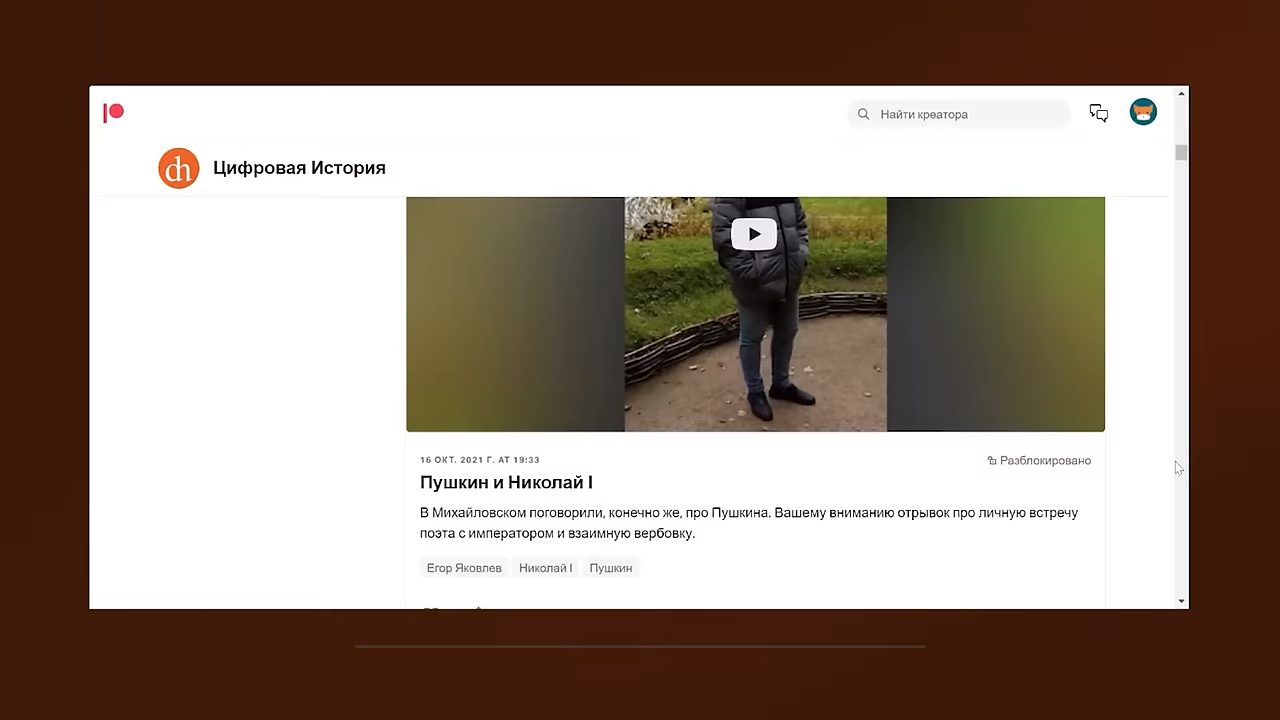 Найти креатора
dh
Цифровая История
16 ОКТ. 2021 Г. AT 19:33
Разблокировано
Пушкин и Николай I
В Михайловском поговорили, конечно же, про Пушкина. Вашему вниманию отрывок про личную встречу
поэта с императором и взаимную вербовку.
Егор Яковлев Николай I Пушкин